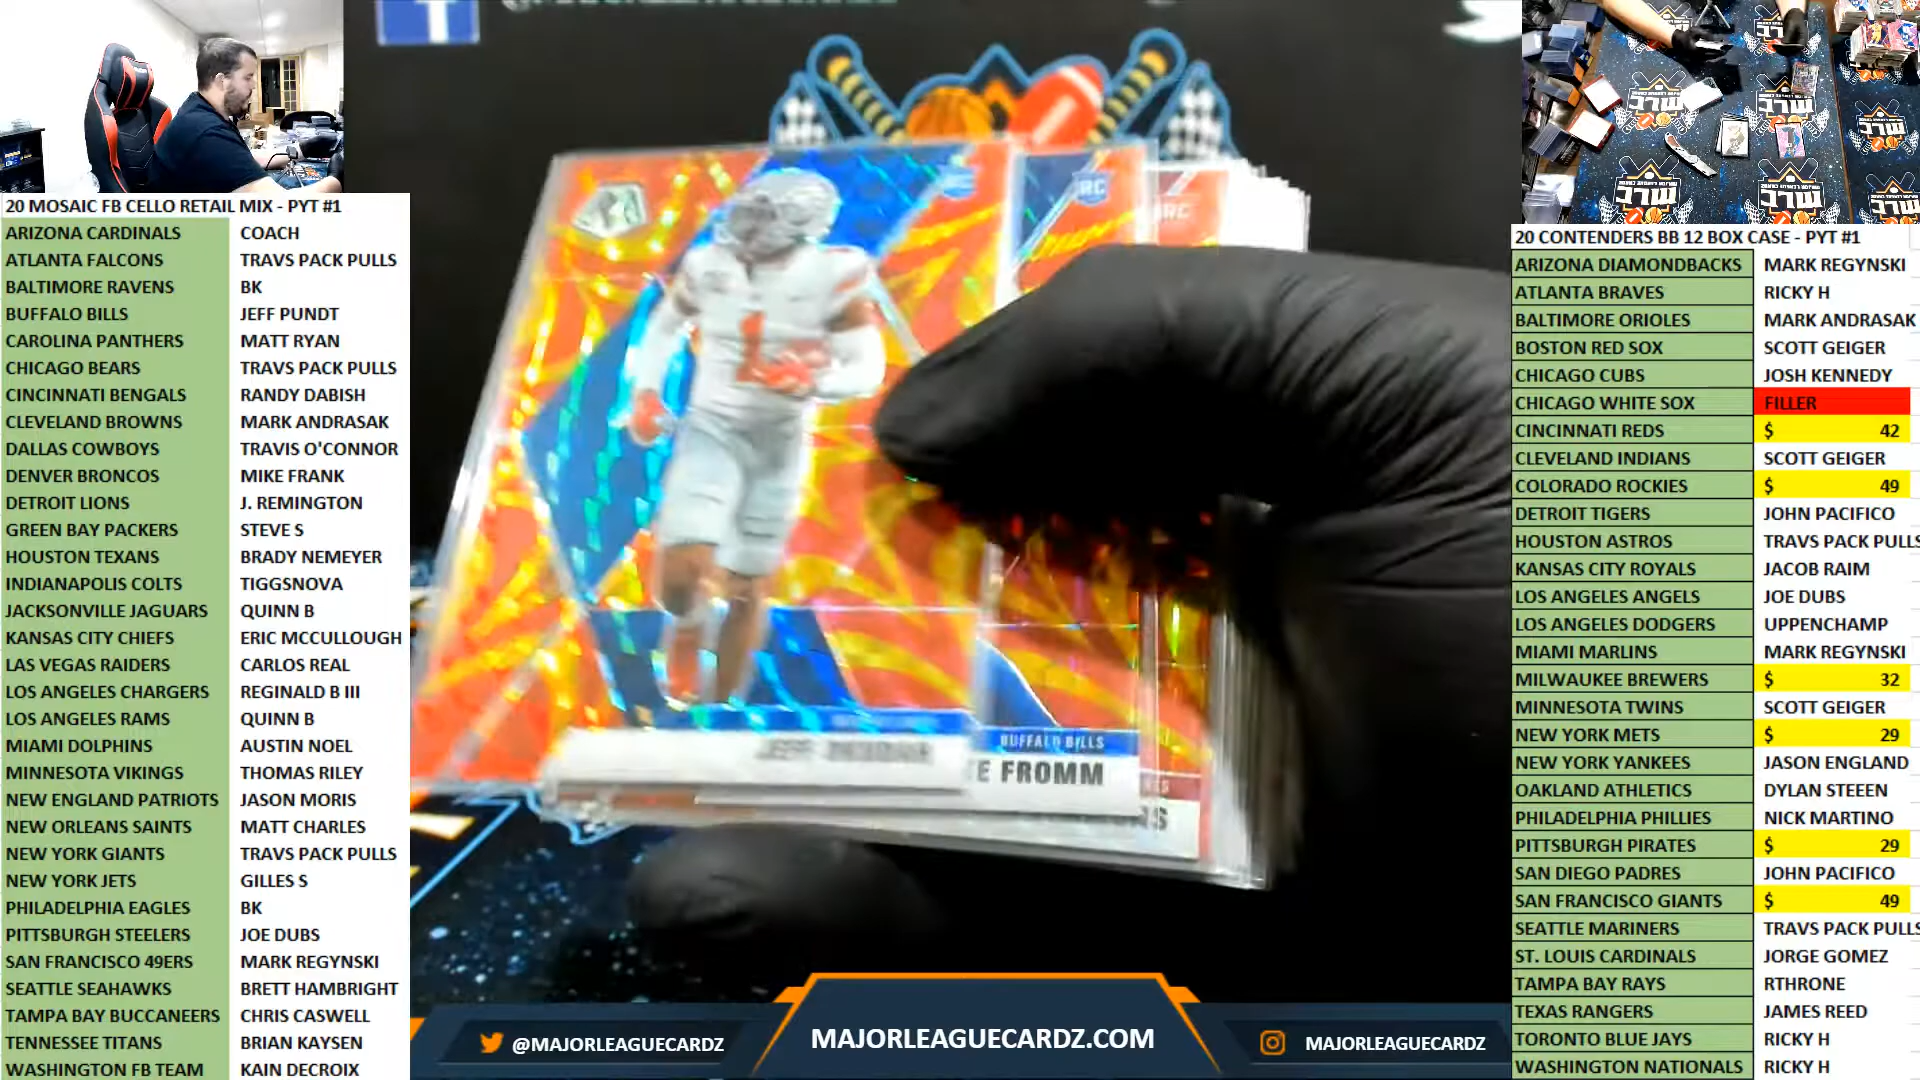 20 MOSAIC FB CELLO RETAIL MIX - PYT #1
ARIZONA CARDINALS COACH
ATLANTA FALCONS TRAVS PACK PULLS
BALTIMORE RAVENS BK
BUFFALO BILLS JEFF PUNDT
CAROLINA PANTHERS MATT RYAN
CHICAGO BEARS TRAVS PACK PULLS
CINCINNATI BENGALS RANDY DABISH
CLEVELAND BROWNS MARK ANDRASAK
DALLAS COWBOYS TRAVIS O'CONNOR
DENVER BRONCOS MIKE FRANK
DETROIT LIONS J. REMINGTON
GREEN BAY PACKERS STEVE S
HOUSTON TEXANS BRADY NEMEYER
INDIANAPOLIS COLTS TIGGSNOVA
JACKSONVILLE JAGUARS QUINN B
KANSAS CITY CHIEFS ERIC MCCULLOUGH
LAS VEGAS RAIDERS CARLOS REAL
LOS ANGELES CHARGERS REGINALD B III
LOS ANGELES RAMS QUINN B
MIAMI DOLPHINS AUSTIN NOEL
MINNESOTA VIKINGS THOMAS RILEY
NEW ENGLAND PATRIOTS JASON MORIS
NEW ORLEANS SAINTS MATT CHARLES
NEW YORK GIANTS TRAVS PACK PULLS
NEW YORK JETS GILLES S
PHILADELPHIA EAGLES BK
PITTSBURGH STEELERS JOE DUBS
SAN FRANCISCO 49ERS MARK REGYNSKI
SEATTLE SEAHAWKS BRETT HAMBRIGHT
TAMPA BAY BUCCANEERS CHRIS CASWELL
TENNESSEE TITANS BRIAN KAYSEN
WASHINGTON FB TEAM KAIN DECROIX
RC
RC
JEFF OKUDAH
BUFFALO BILLS
E FROMM
@MAJORLEAGUECARDZ
MAJORLEAGUECARDZ.COM
MAJORLEAGUECARDZ
20 CONTENDERS BB 12 BOX CASE - PYT #1
ARIZONA DIAMONDBACKS MARK REGYNSKI
ATLANTA BRAVES RICKY H
BALTIMORE ORIOLES MARK ANDRASAK
BOSTON RED SOX SCOTT GEIGER
CHICAGO CUBS JOSH KENNEDY
CHICAGO WHITE SOX FILLER
CINCINNATI REDS $ 42
CLEVELAND INDIANS SCOTT GEIGER
COLORADO ROCKIES $ 49
DETROIT TIGERS JOHN PACIFICO
HOUSTON ASTROS TRAVS PACK PULLS
KANSAS CITY ROYALS JACOB RAIM
LOS ANGELES ANGELS JOE DUBS
LOS ANGELES DODGERS UPPENCHAMP
MIAMI MARLINS MARK REGYNSKI
MILWAUKEE BREWERS $ 32
MINNESOTA TWINS SCOTT GEIGER
NEW YORK METS $ 29
NEW YORK YANKEES JASON ENGLAND
OAKLAND ATHLETICS DYLAN STEEEN
PHILADELPHIA PHILLIES NICK MARTINO
PITTSBURGH PIRATES $ 29
SAN DIEGO PADRES JOHN PACIFICO
SAN FRANCISCO GIANTS $ 49
SEATTLE MARINERS TRAVS PACK PULLS
ST. LOUIS CARDINALS JORGE GOMEZ
TAMPA BAY RAYS RTHRONE
TEXAS RANGERS JAMES REED
TORONTO BLUE JAYS RICKY H
WASHINGTON NATIONALS RICKY H